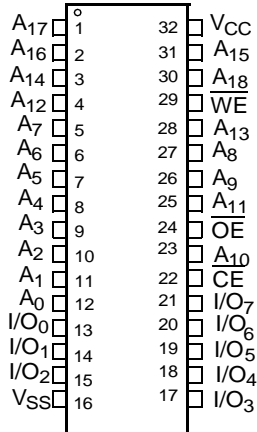 A17 1 32 VCC
A16 2 31 A15
A14 3 30 A18
A12 4 29 WE
A7 5 28 A13
A6 6 27 A8
A5 7 26 A9
A4 8 25 A11
A3 9 24 OE
A2 10 23 A10
A1 11 22 CE
A0 12 21 I/O7
I/O0 13 20 I/O6
I/O1 14 19 I/O5
I/O2 15 18 I/O4
VSS 16 17 I/O3